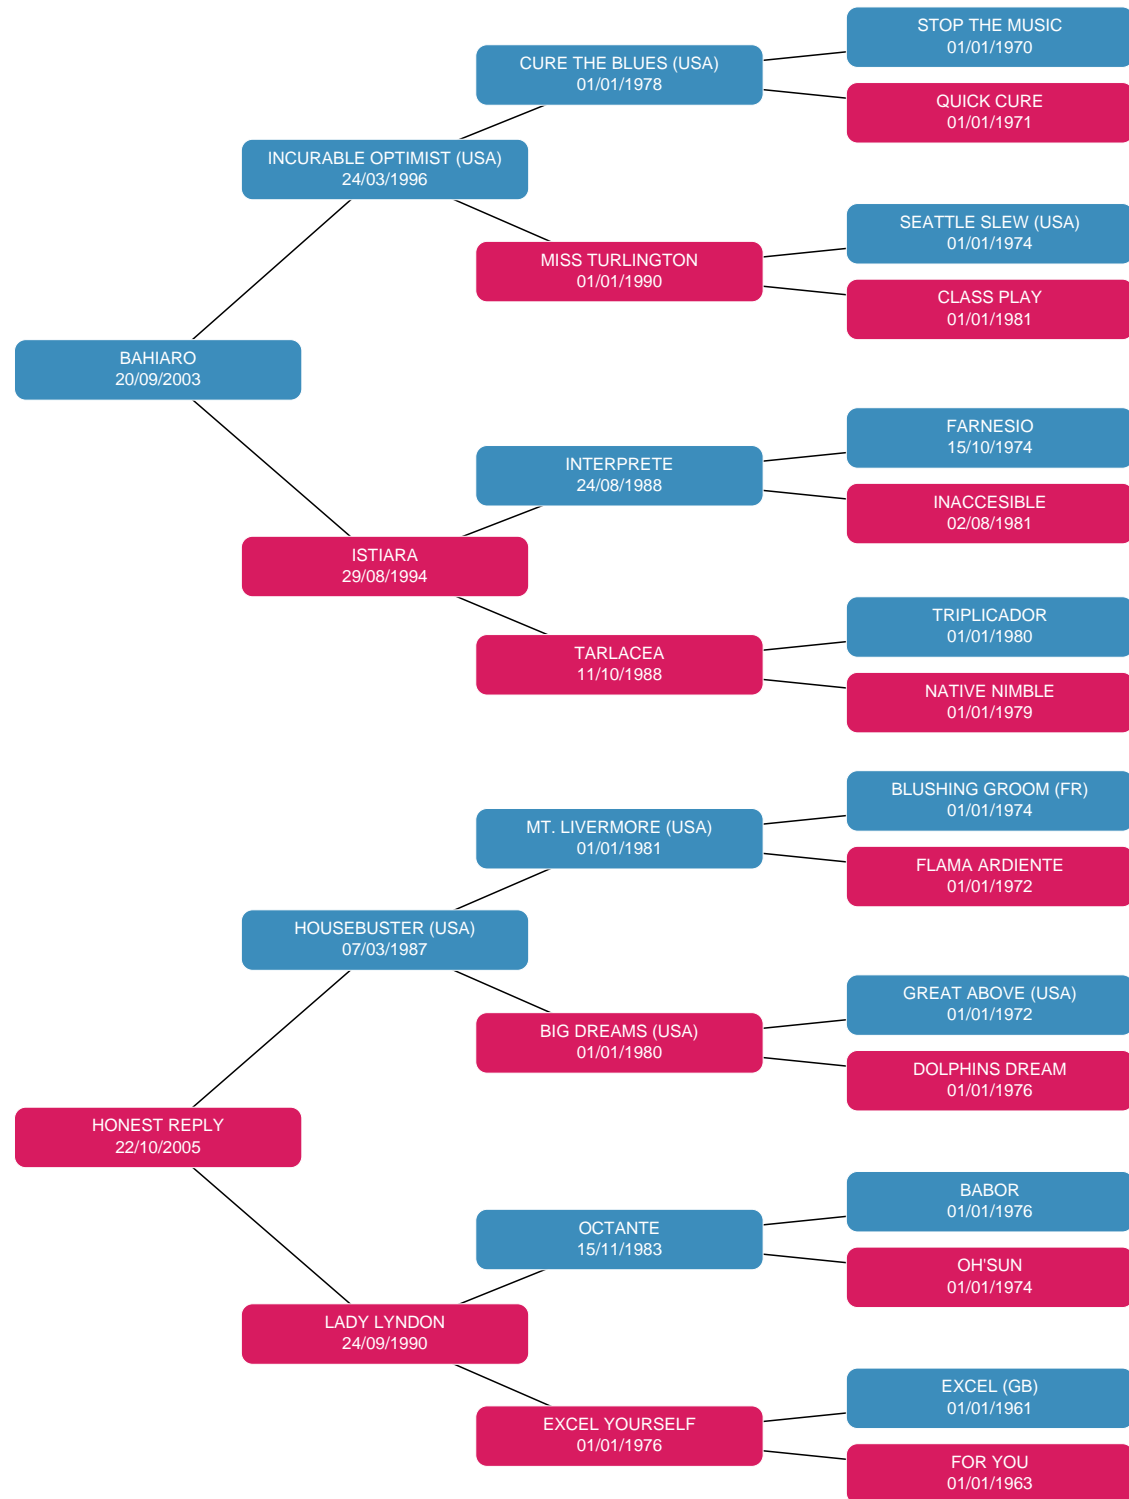 STOP THE MUSIC
01/01/1970
CURE THE BLUES (USA)
01/01/1978
QUICK CURE
01/01/1971
INCURABLE OPTIMIST (USA)
24/03/1996
SEATTLE SLEW (USA)
01/01/1974
MISS TURLINGTON
01/01/1990
CLASS PLAY
01/01/1981
BAHIARO
20/09/2003
FARNESIO
15/10/1974
INTERPRETE
24/08/1988
INACCESIBLE
02/08/1981
ISTIARA
29/08/1994
TRIPLICADOR
01/01/1980
TARLACEA
11/10/1988
NATIVE NIMBLE
01/01/1979
BLUSHING GROOM (FR)
01/01/1974
MT. LIVERMORE (USA)
01/01/1981
FLAMA ARDIENTE
01/01/1972
HOUSEBUSTER (USA)
07/03/1987
GREAT ABOVE (USA)
01/01/1972
BIG DREAMS (USA)
01/01/1980
DOLPHINS DREAM
01/01/1976
HONEST REPLY
22/10/2005
BABOR
01/01/1976
OCTANTE
15/11/1983
OH'SUN
01/01/1974
LADY LYNDON
24/09/1990
EXCEL (GB)
01/01/1961
EXCEL YOURSELF
01/01/1976
FOR YOU
01/01/1963